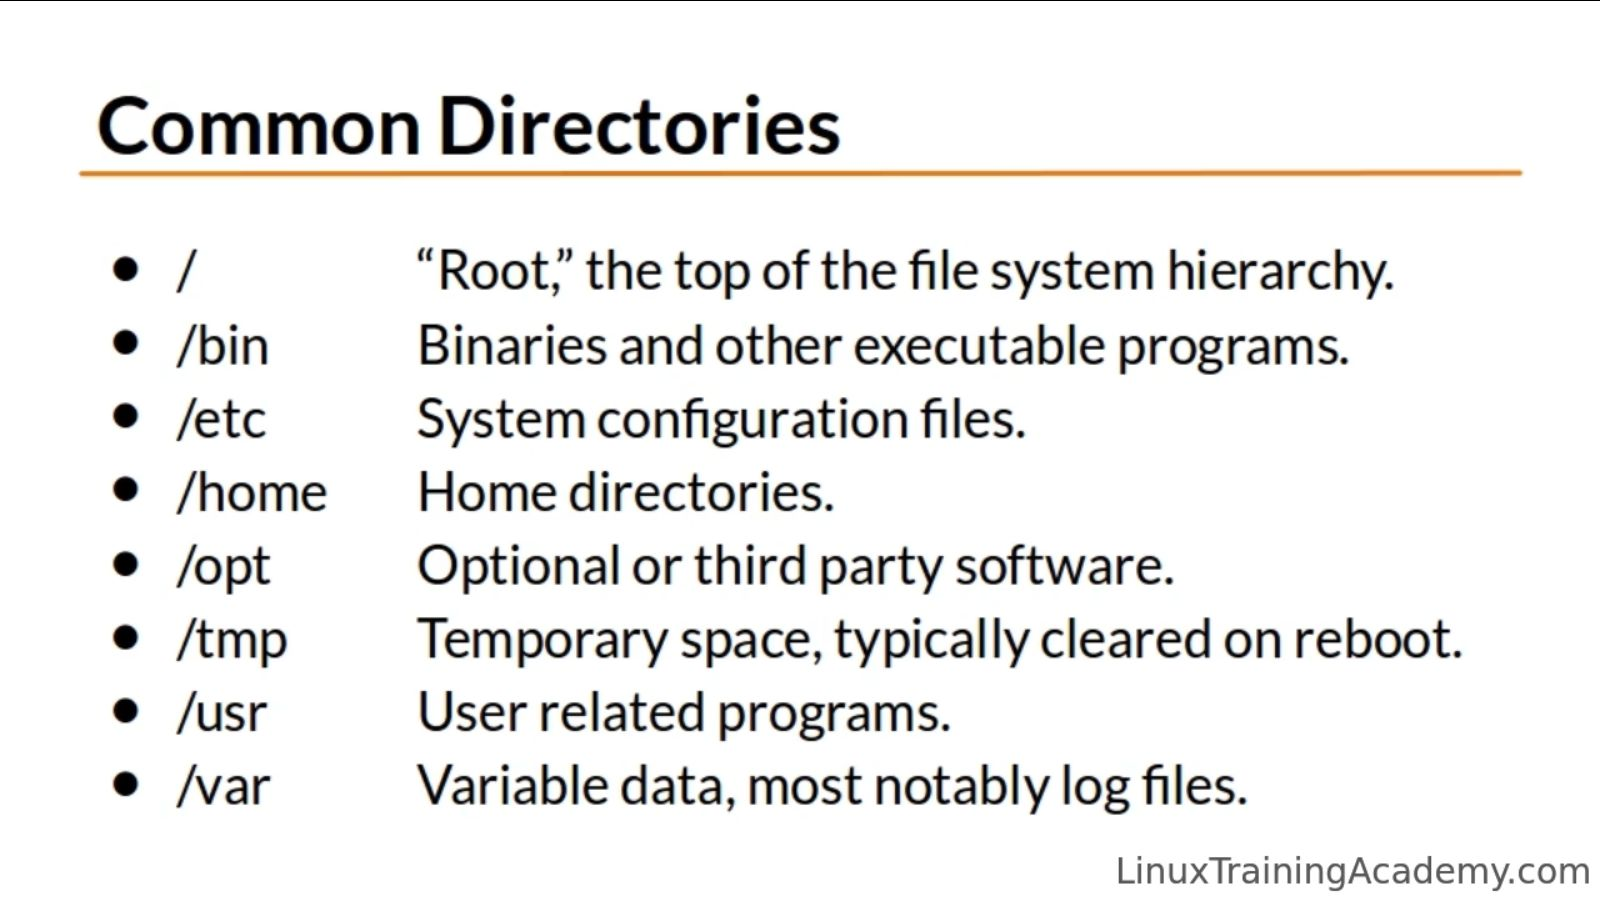 Common Directories
• / “Root,” the top of the file system hierarchy.
• /bin Binaries and other executable programs.
• /etc System configuration files.
• /home Home directories.
• /opt Optional or third party software.
• /tmp Temporary space, typically cleared on reboot.
• /usr User related programs.
• /var Variable data, most notably log files.
LinuxTrainingAcademy.com